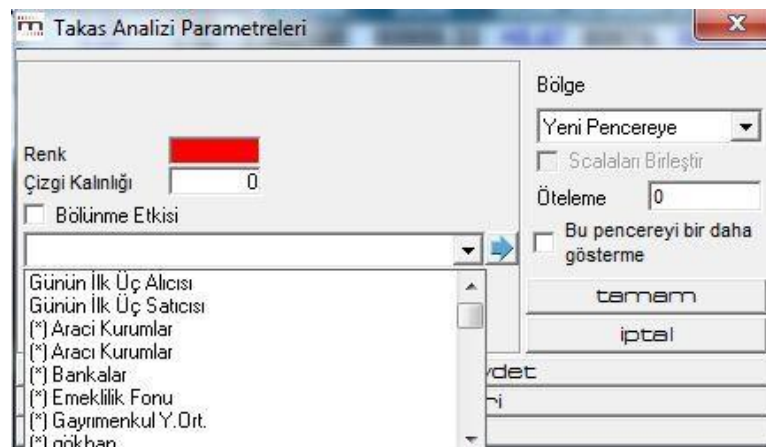 Takas Analizi Parametreleri
Renk
Çizgi Kalınlığı 0
Bölünme Etkisi
Günün İlk Üç Alıcısı
Günün İlk Üç Satıcısı
(*) Araci Kurumlar
(*) Aracı Kurumlar
(*) Bankalar
(*) Emeklilik Fonu
(*) Gayrımenkul Y.Ort.
(*) gökhan
Bölge
Yeni Pencereye
Scalaları Birleştir
Öteleme 0
Bu pencereyi bir daha
gösterme
tamam
iptal